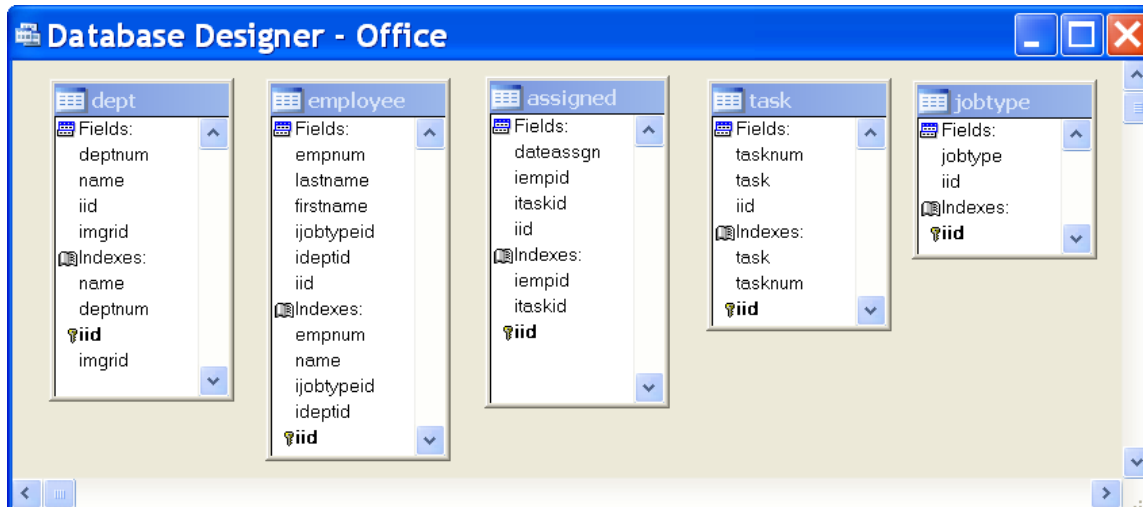 Database Designer - Office
dept
Fields:
deptnum
name
iid
imgrid
Indexes:
name
deptnum
iid
imgrid
employee
Fields:
empnum
lastname
firstname
ijobtypeid
ideptid
iid
Indexes:
empnum
name
ijobtypeid
ideptid
iid
assigned
Fields:
dateassgn
iempid
itaskid
iid
Indexes:
iempid
itaskid
iid
task
Fields:
tasknum
task
iid
Indexes:
task
tasknum
iid
jobtype
Fields:
jobtype
iid
Indexes:
iid